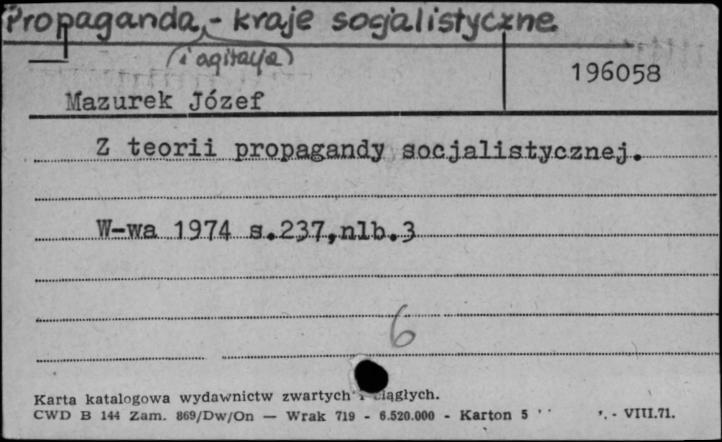 Propaganda, - kraje socjalistyczne
(i agitacja)
196058
Mazurek Józef
Z teorii propagandy socjalistycznej.
W-wa 1974 s.237,nlb.3
6
Karta katalogowa wydawnictw zwartych i ciągłych.
CWD B 144 Zam. 869/Dw/On — Wrak 719 - 6.520.000 - Karton 5 - VIII.71.